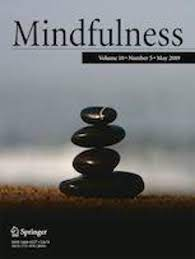 Mindfulness
Volume 10 • Number 5 • May 2019
Springer